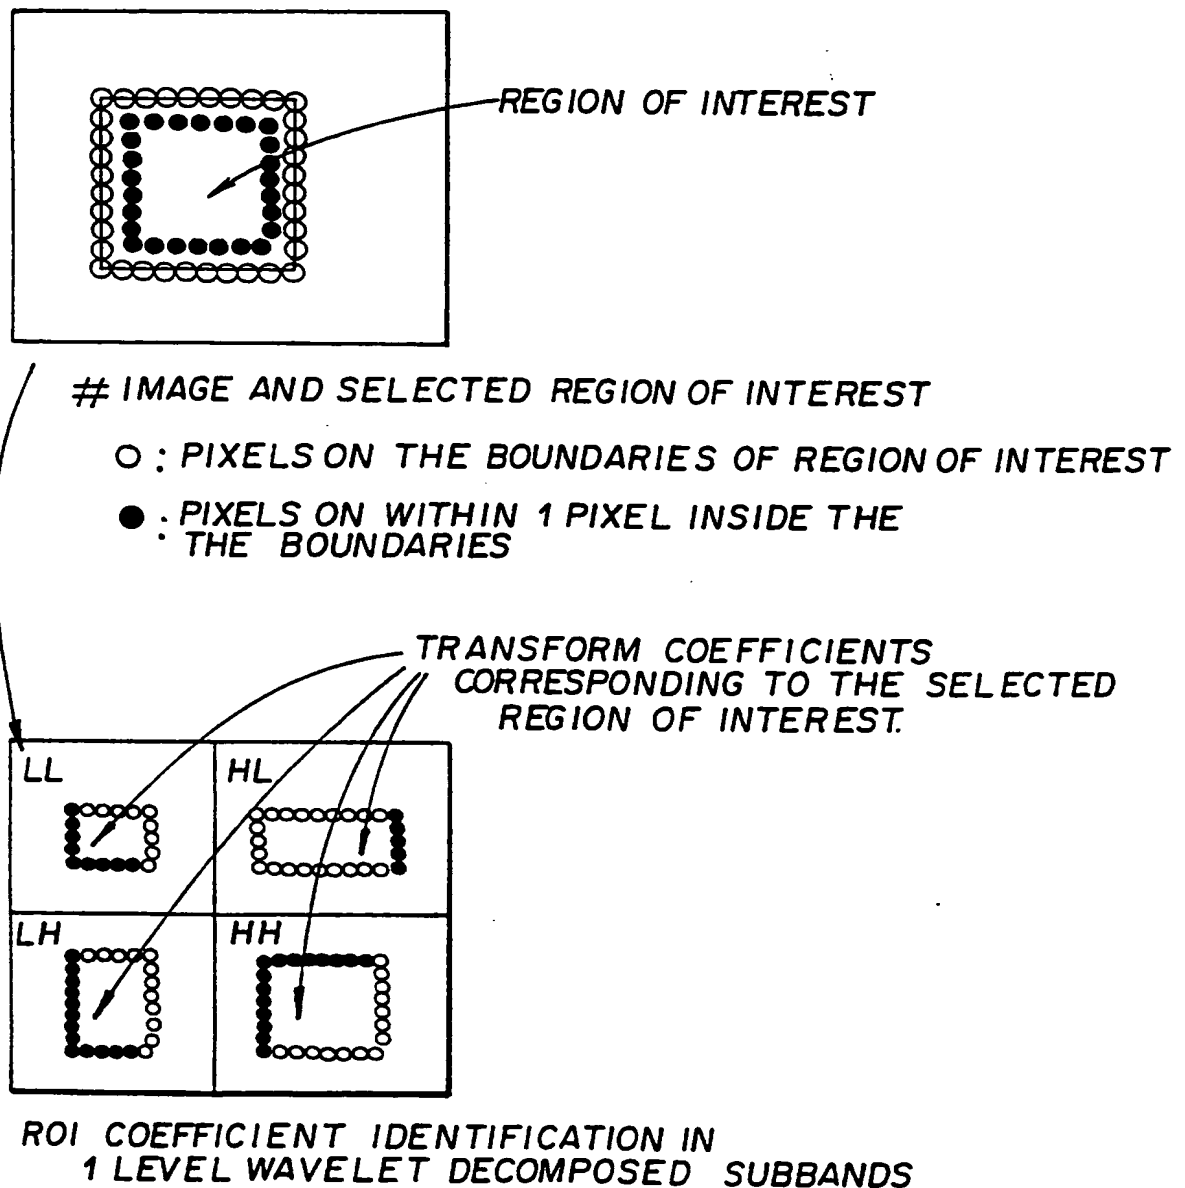 REGION OF INTEREST
# IMAGE AND SELECTED REGION OF INTEREST
○ : PIXELS ON THE BOUNDARIES OF REGION OF INTEREST
● : PIXELS ON WITHIN 1 PIXEL INSIDE THE
THE BOUNDARIES
TRANSFORM COEFFICIENTS
CORRESPONDING TO THE SELECTED
REGION OF INTEREST.
LL
HL
LH
HH
ROI COEFFICIENT IDENTIFICATION IN
1 LEVEL WAVELET DECOMPOSED SUBBANDS